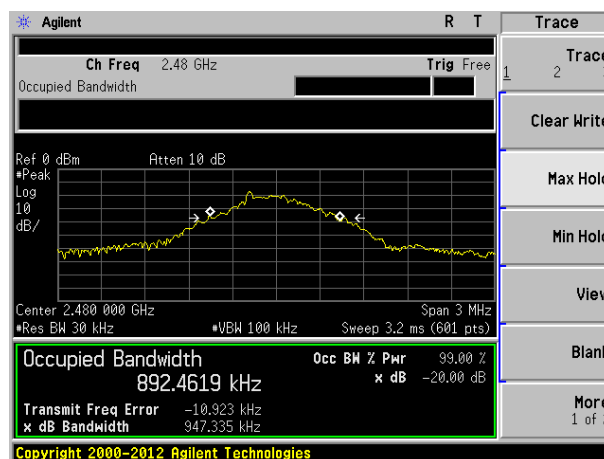 Agilent R T Trace
Ch Freq 2.48 GHz Trig Free
Occupied Bandwidth
Trace
1 2
Clear Write
Max Hold
Min Hold
View
Blank
More
1 of
Ref 0 dBm Atten 10 dB
#Peak
Log
10
dB/
Center 2.480 000 GHz Span 3 MHz
#Res BW 30 kHz #VBW 100 kHz Sweep 3.2 ms (601 pts)
Occupied Bandwidth Occ BW % Pwr 99.00 %
892.4619 kHz x dB -20.00 dB
Transmit Freq Error -10.923 kHz
x dB Bandwidth 947.335 kHz
Copyright 2000-2012 Agilent Technologies